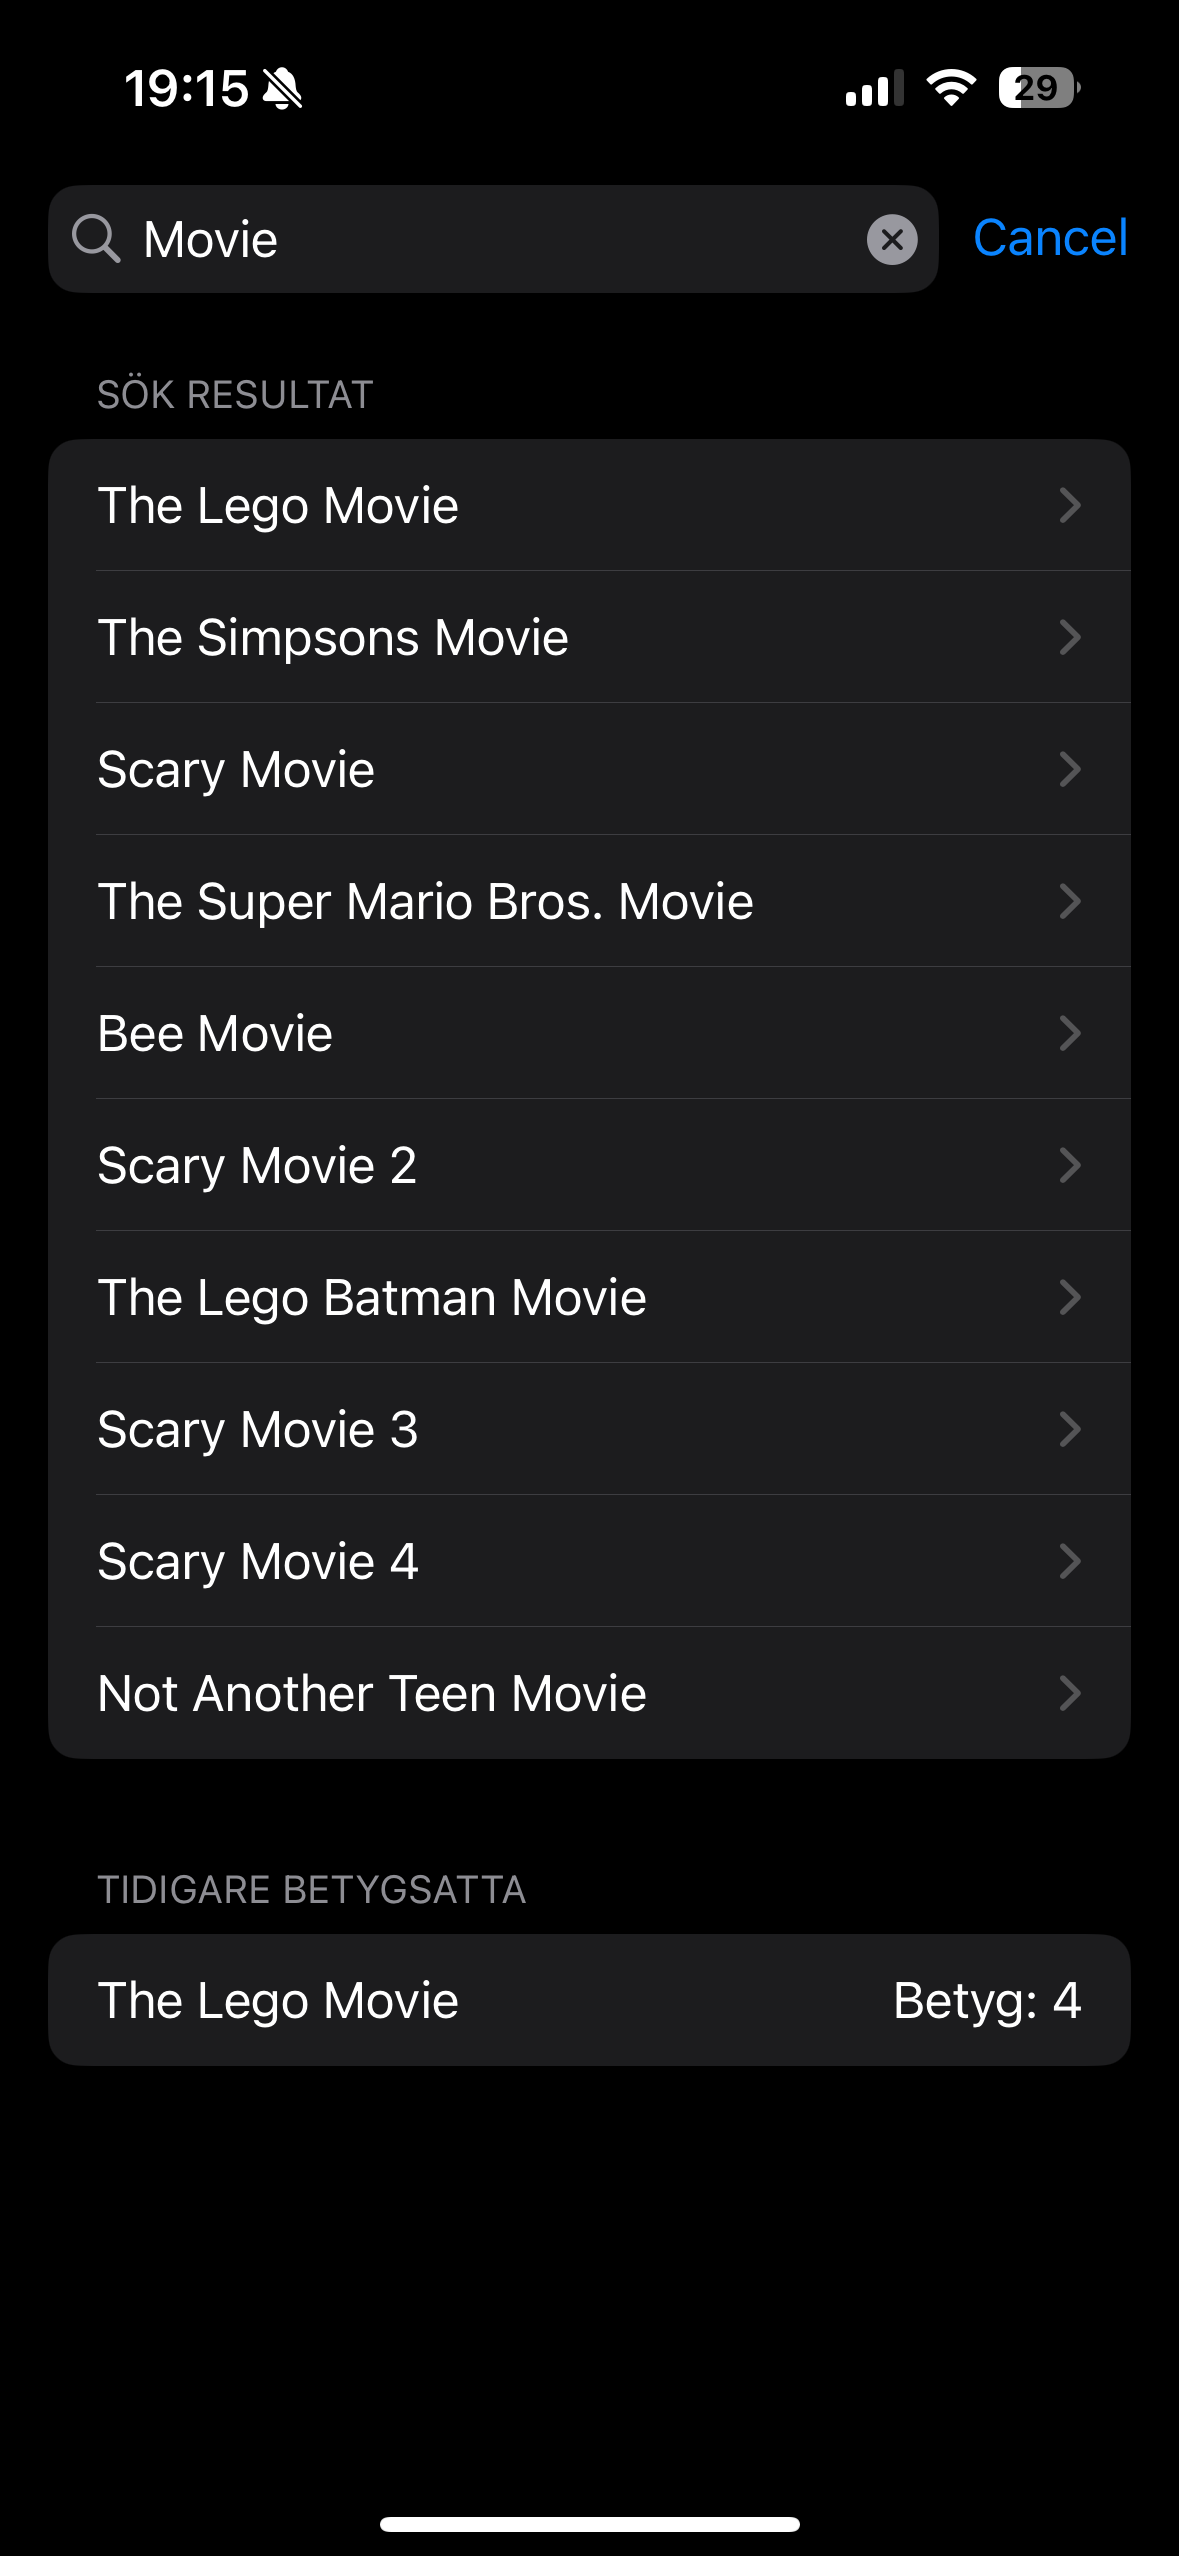 19:15
29
Movie
Cancel
SÖK RESULTAT
The Lego Movie
The Simpsons Movie
Scary Movie
The Super Mario Bros. Movie
Bee Movie
Scary Movie 2
The Lego Batman Movie
Scary Movie 3
Scary Movie 4
Not Another Teen Movie
TIDIGARE BETYGSATTA
The Lego Movie Betyg: 4